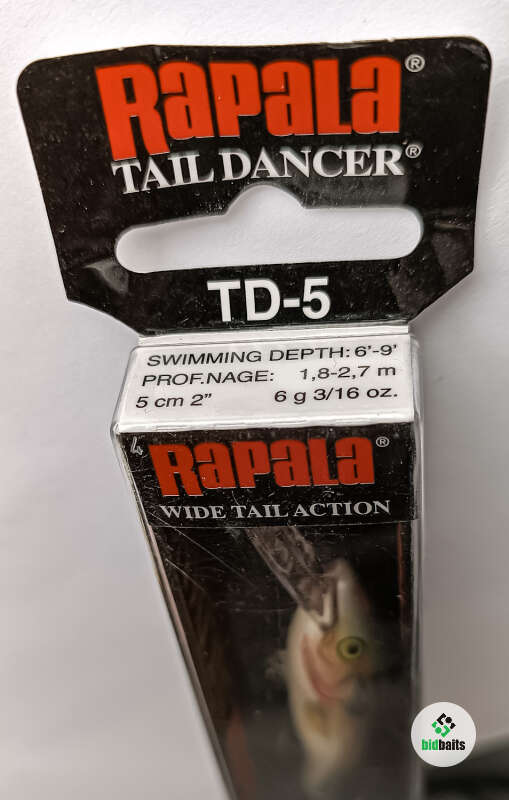 RAPALA®
TAIL DANCER®
TD-5
SWIMMING DEPTH: 6'-9'
PROF.NAGE: 1,8-2,7 m
5 cm 2" 6 g 3/16 oz.
4
RAPALA®
WIDE TAIL ACTION
bidbaits